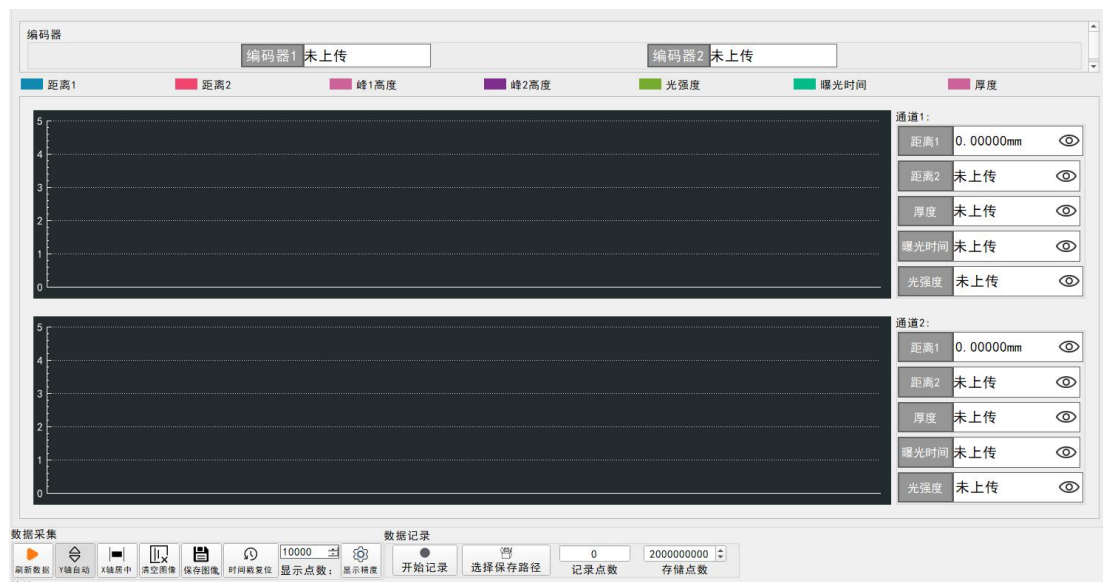 编码器
编码器1 未上传 编码器2 未上传
距离1 距离2 峰1高度 峰2高度 光强度 曝光时间 厚度
5
4
3
2
1
0
通道1:
距离1 0.00000mm
距离2 未上传
厚度 未上传
曝光时间 未上传
光强度 未上传
5
4
3
2
1
0
通道2:
距离1 0.00000mm
距离2 未上传
厚度 未上传
曝光时间 未上传
光强度 未上传
数据采集
刷新数据 Y轴自动 X轴居中 清空图像 保存图像 时间戳复位
10000
显示点数: 显示精度
数据记录
开始记录 选择保存路径
0
记录点数
2000000000
存储点数